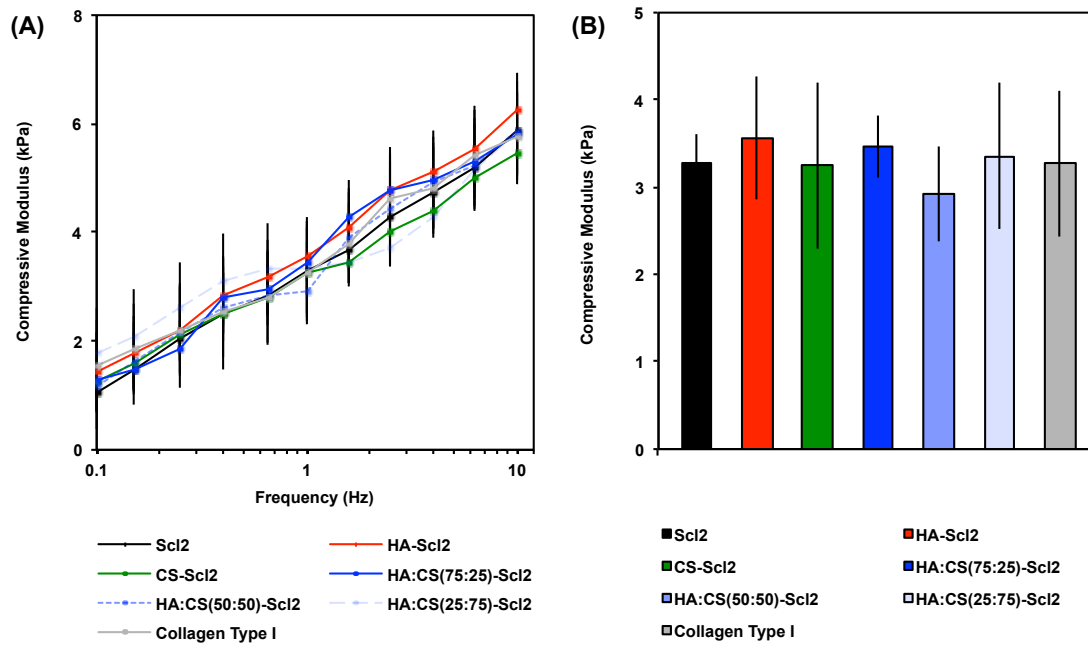 (A)
Compressive Modulus (kPa)
8
6
4
2
0
0.1
1
10
Frequency (Hz)
Scl2
HA-Scl2
CS-Scl2
HA:CS(75:25)-Scl2
HA:CS(50:50)-Scl2
HA:CS(25:75)-Scl2
Collagen Type I
(B)
Compressive Modulus (kPa)
5
4
3
2
1
0
Scl2
HA-Scl2
CS-Scl2
HA:CS(75:25)-Scl2
HA:CS(50:50)-Scl2
HA:CS(25:75)-Scl2
Collagen Type I